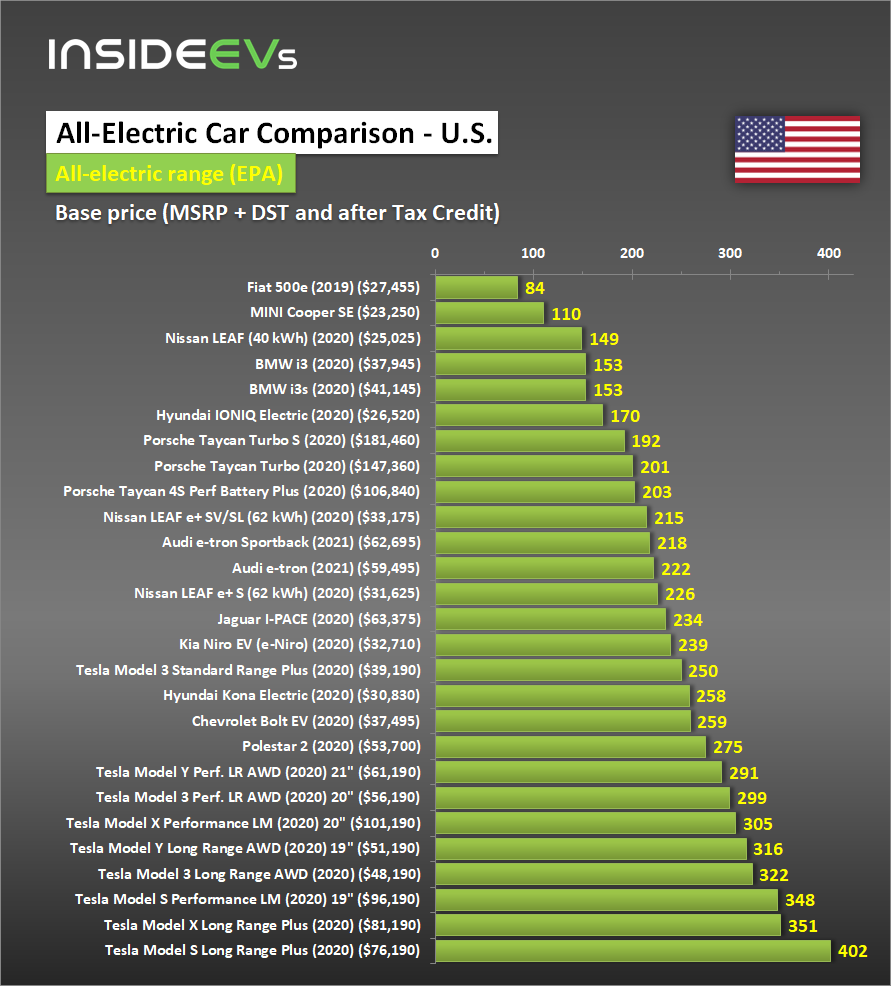 INSIDEEVs
All-Electric Car Comparison - U.S.
All-electric range (EPA)
Base price (MSRP + DST and after Tax Credit)
0 100 200 300 400
Fiat 500e (2019) ($27,455) 84
MINI Cooper SE ($23,250) 110
Nissan LEAF (40 kWh) (2020) ($25,025) 149
BMW i3 (2020) ($37,945) 153
BMW i3s (2020) ($41,145) 153
Hyundai IONIQ Electric (2020) ($26,520) 170
Porsche Taycan Turbo S (2020) ($181,460) 192
Porsche Taycan Turbo (2020) ($147,360) 201
Porsche Taycan 4S Perf Battery Plus (2020) ($106,840) 203
Nissan LEAF e+ SV/SL (62 kWh) (2020) ($33,175) 215
Audi e-tron Sportback (2021) ($62,695) 218
Audi e-tron (2021) ($59,495) 222
Nissan LEAF e+ S (62 kWh) (2020) ($31,625) 226
Jaguar I-PACE (2020) ($63,375) 234
Kia Niro EV (e-Niro) (2020) ($32,710) 239
Tesla Model 3 Standard Range Plus (2020) ($39,190) 250
Hyundai Kona Electric (2020) ($30,830) 258
Chevrolet Bolt EV (2020) ($37,495) 259
Polestar 2 (2020) ($53,700) 275
Tesla Model Y Perf. LR AWD (2020) 21" ($61,190) 291
Tesla Model 3 Perf. LR AWD (2020) 20" ($56,190) 299
Tesla Model X Performance LM (2020) 20" ($101,190) 305
Tesla Model Y Long Range AWD (2020) 19" ($51,190) 316
Tesla Model 3 Long Range AWD (2020) ($48,190) 322
Tesla Model S Performance LM (2020) 19" ($96,190) 348
Tesla Model X Long Range Plus (2020) ($81,190) 351
Tesla Model S Long Range Plus (2020) ($76,190) 402